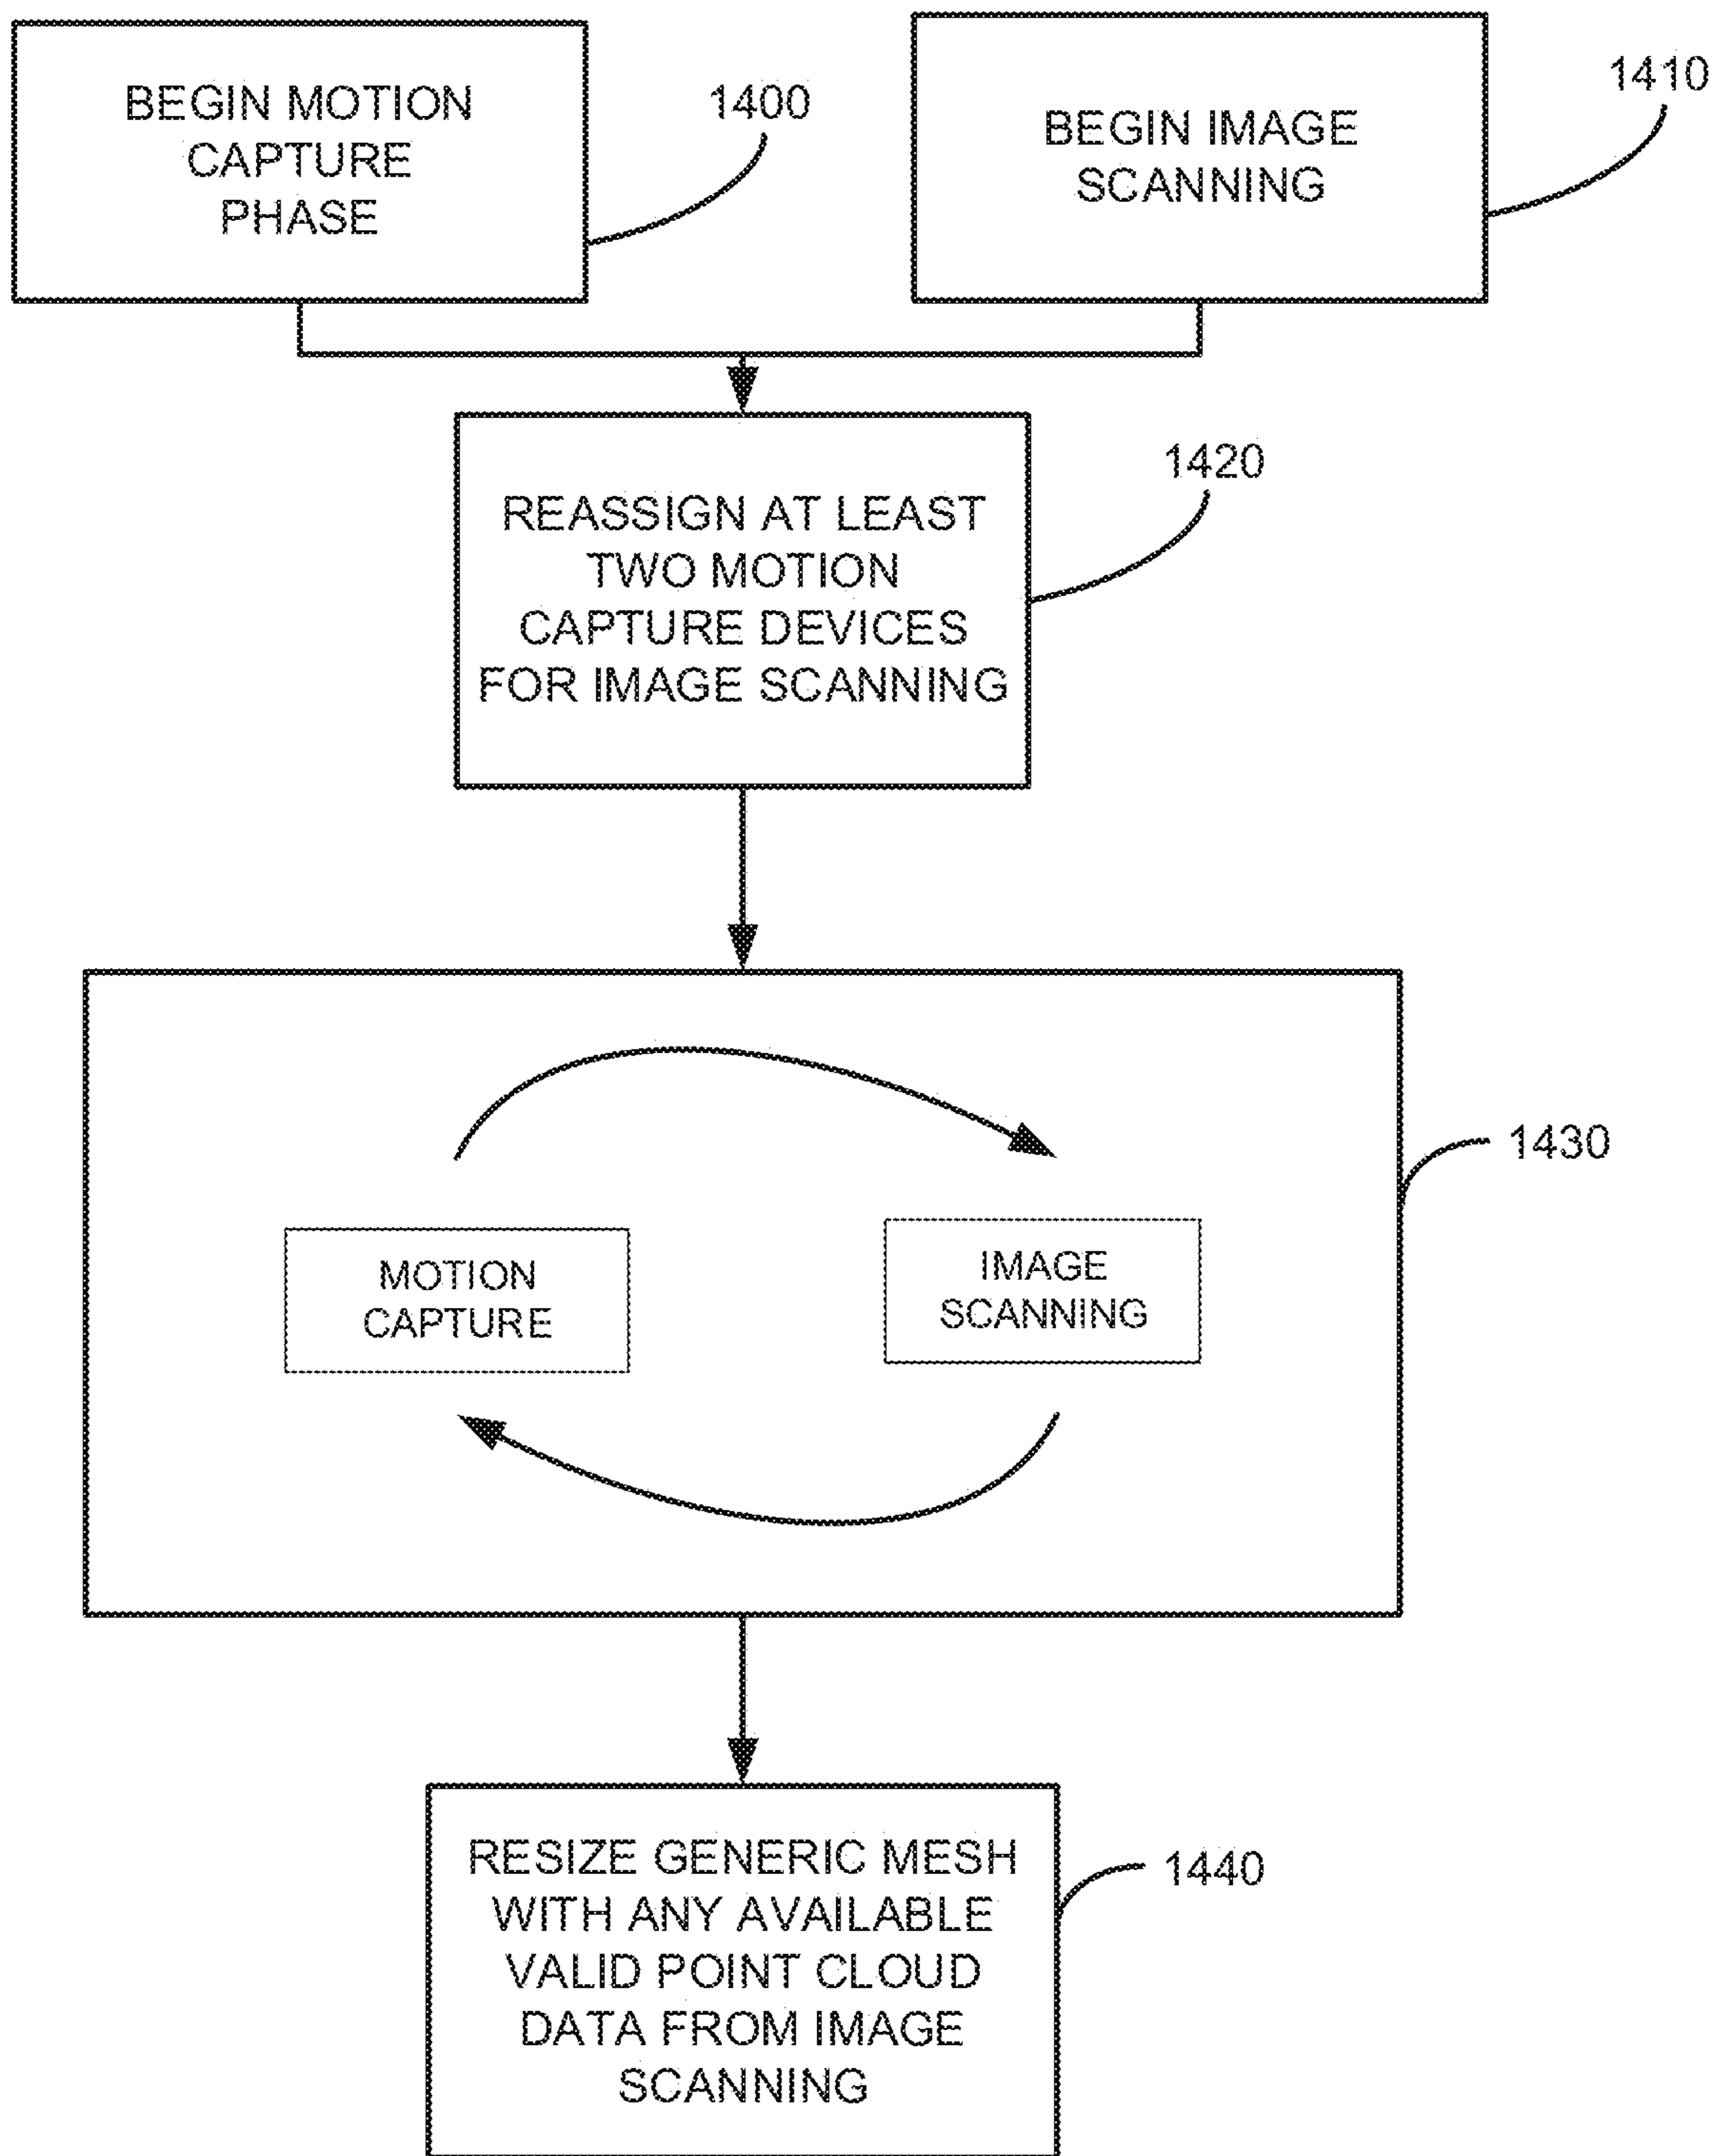 BEGIN MOTION
CAPTURE
PHASE
1400
BEGIN IMAGE
SCANNING
1410
REASSIGN AT LEAST
TWO MOTION
CAPTURE DEVICES
FOR IMAGE SCANNING
1420
MOTION
CAPTURE
IMAGE
SCANNING
1430
RESIZE GENERIC MESH
WITH ANY AVAILABLE
VALID POINT CLOUD
DATA FROM IMAGE
SCANNING
1440